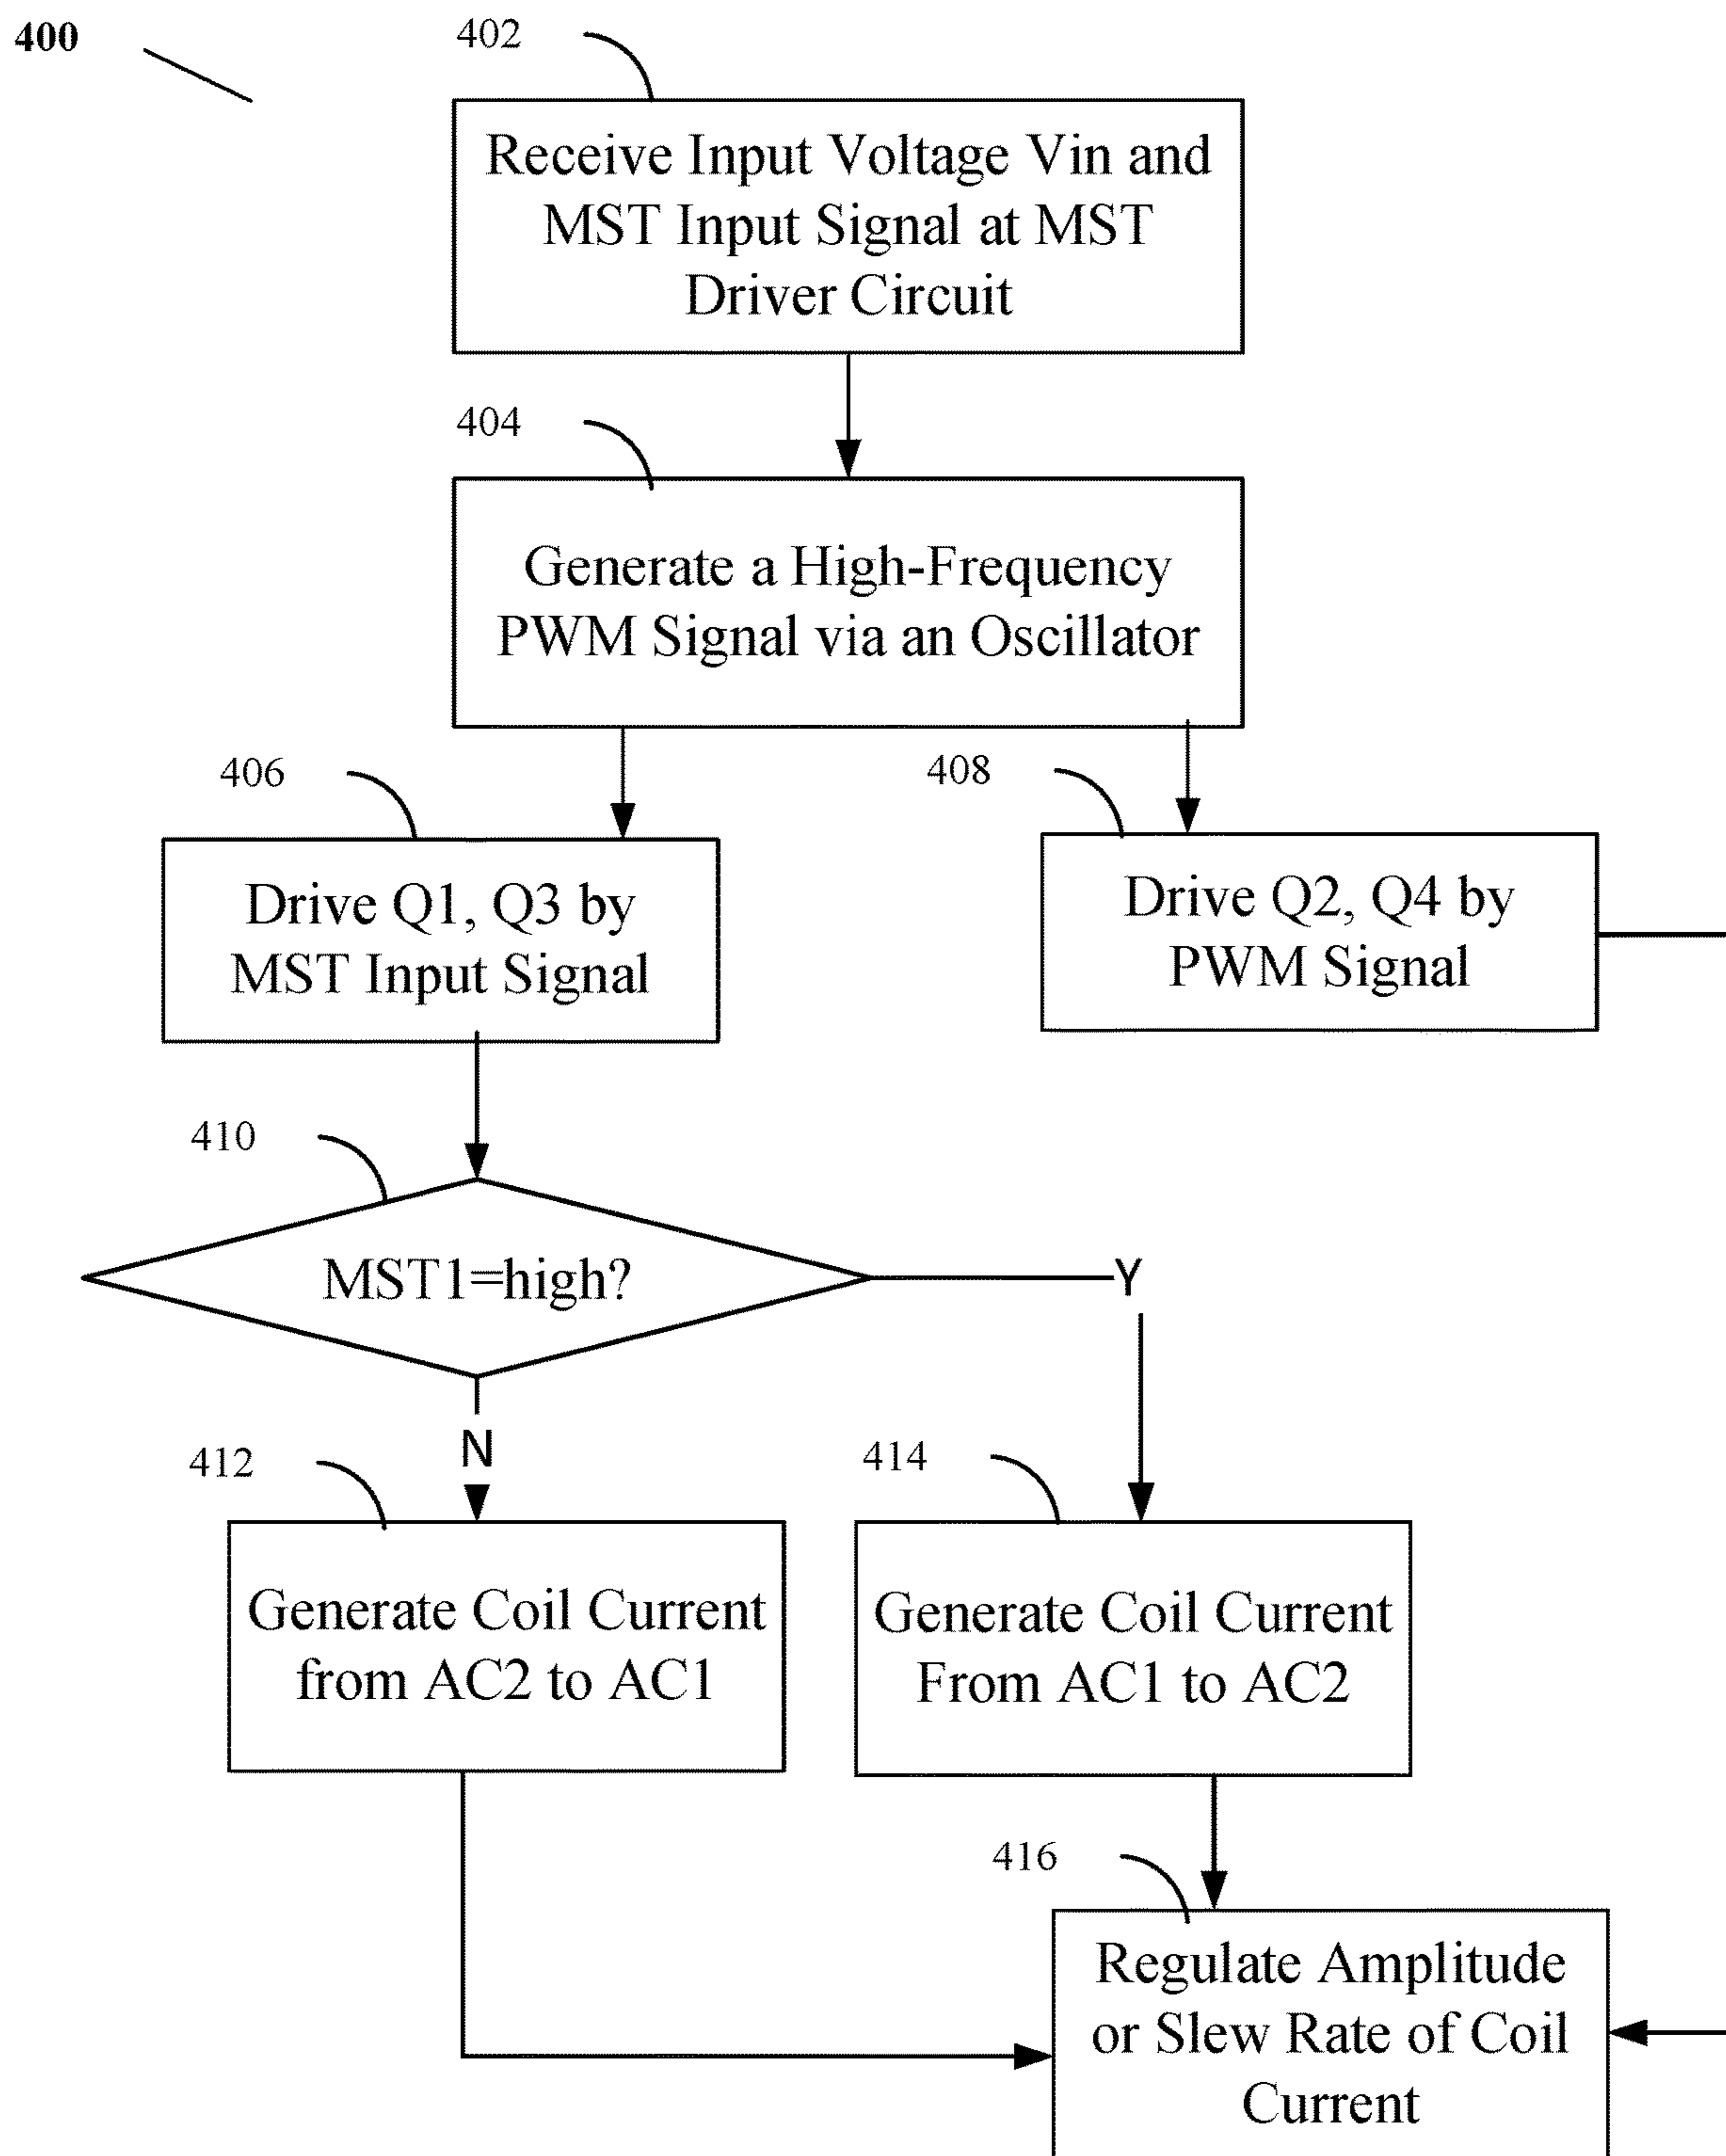 400
402
Receive Input Voltage Vin and
MST Input Signal at MST
Driver Circuit
404
Generate a High-Frequency
PWM Signal via an Oscillator
406
Drive Q1, Q3 by
MST Input Signal
408
Drive Q2, Q4 by
PWM Signal
410
MST1=high?
Y
N
412
Generate Coil Current
from AC2 to AC1
414
Generate Coil Current
From AC1 to AC2
416
Regulate Amplitude
or Slew Rate of Coil
Current